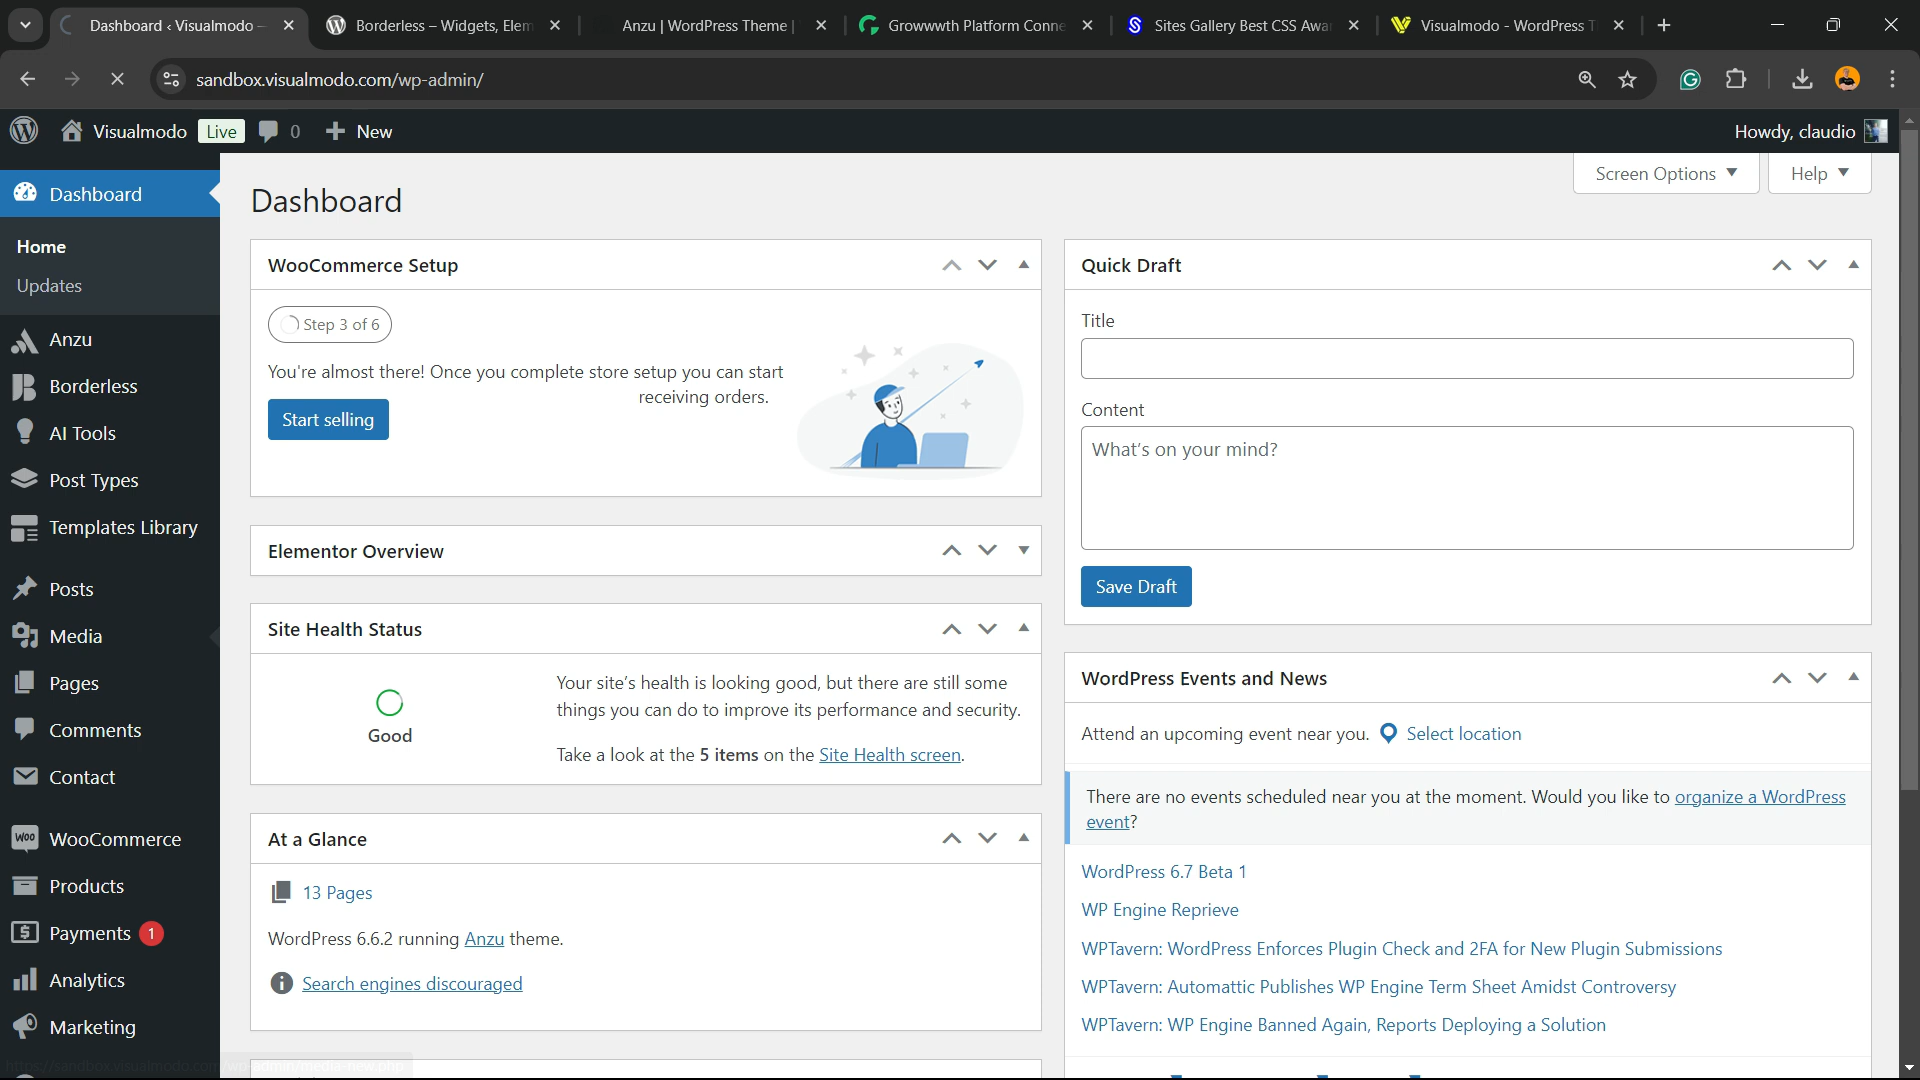 Dashboard ‹ Visualmodo –
Borderless – Widgets, Elem
Anzu | WordPress Theme |
Growwwth Platform Conne
Sites Gallery Best CSS Awar
Visualmodo - WordPress T
sandbox.visualmodo.com/wp-admin/
Visualmodo Live 0 New
Howdy, claudio
Screen Options
Help
Dashboard
Home
Updates
Anzu
Borderless
AI Tools
Post Types
Templates Library
Posts
Media
Pages
Comments
Contact
WooCommerce
Products
Payments 1
Analytics
Marketing
Dashboard
WooCommerce Setup
Step 3 of 6
You're almost there! Once you complete store setup you can start
receiving orders.
Start selling
Elementor Overview
Site Health Status
Good
Your site's health is looking good, but there are still some
things you can do to improve its performance and security.
Take a look at the 5 items on the Site Health screen.
At a Glance
13 Pages
WordPress 6.6.2 running Anzu theme.
Search engines discouraged
Quick Draft
Title
Content
What's on your mind?
Save Draft
WordPress Events and News
Attend an upcoming event near you. Select location
There are no events scheduled near you at the moment. Would you like to organize a WordPress
event?
WordPress 6.7 Beta 1
WP Engine Reprieve
WPTavern: WordPress Enforces Plugin Check and 2FA for New Plugin Submissions
WPTavern: Automattic Publishes WP Engine Term Sheet Amidst Controversy
WPTavern: WP Engine Banned Again, Reports Deploying a Solution
https://sandbox.visualmodo.com/wp-admin/media-new.php